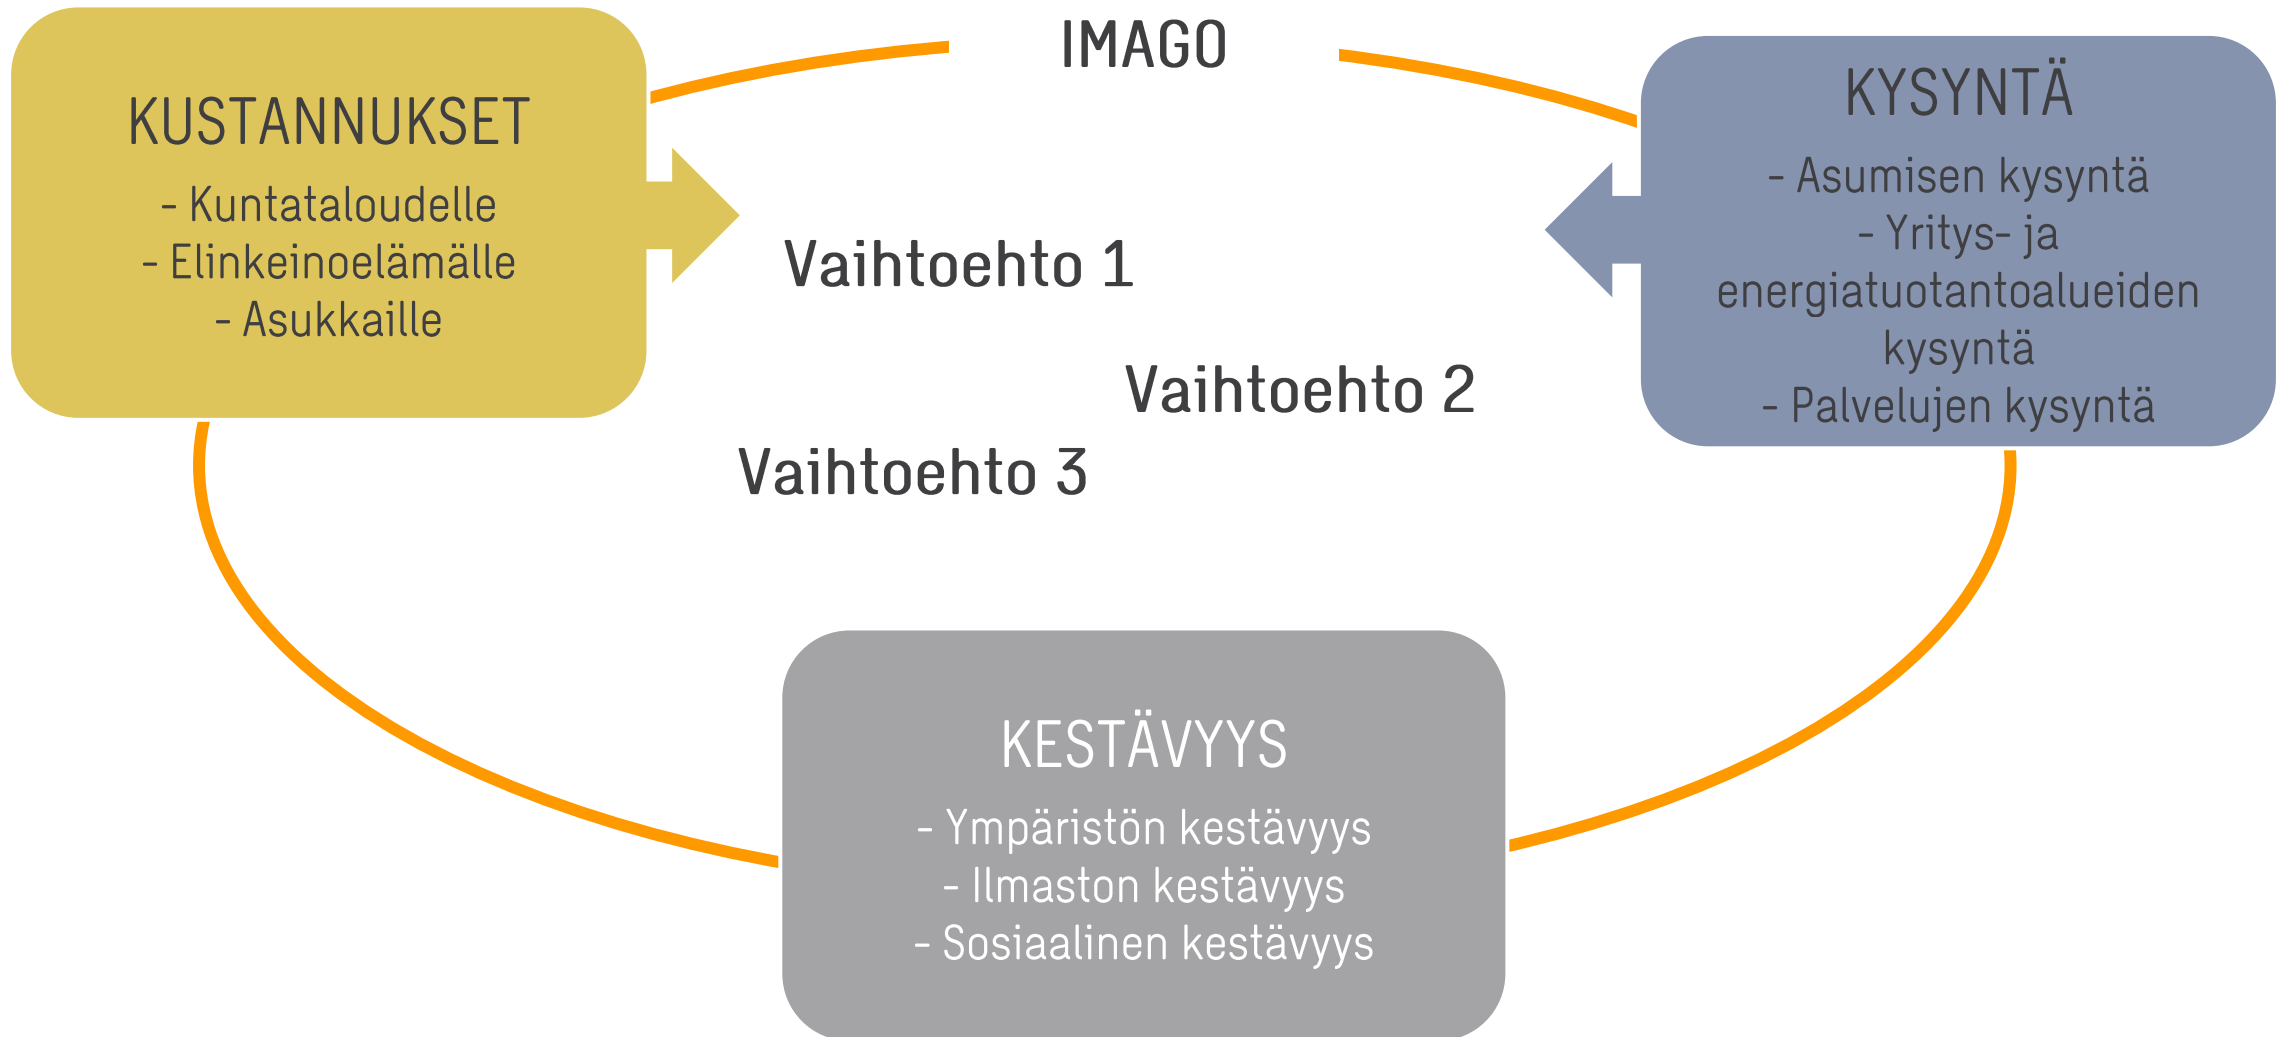 IMAGO
KUSTANNUKSET
- Kuntataloudelle
- Elinkeinoelämälle
- Asukkaille
KYSYNTÄ
- Asumisen kysyntä
- Yritys- ja
energiatuotantoalueiden
kysyntä
- Palvelujen kysyntä
Vaihtoehto 1
Vaihtoehto 2
Vaihtoehto 3
KESTÄVYYS
- Ympäristön kestävyys
- Ilmaston kestävyys
- Sosiaalinen kestävyys